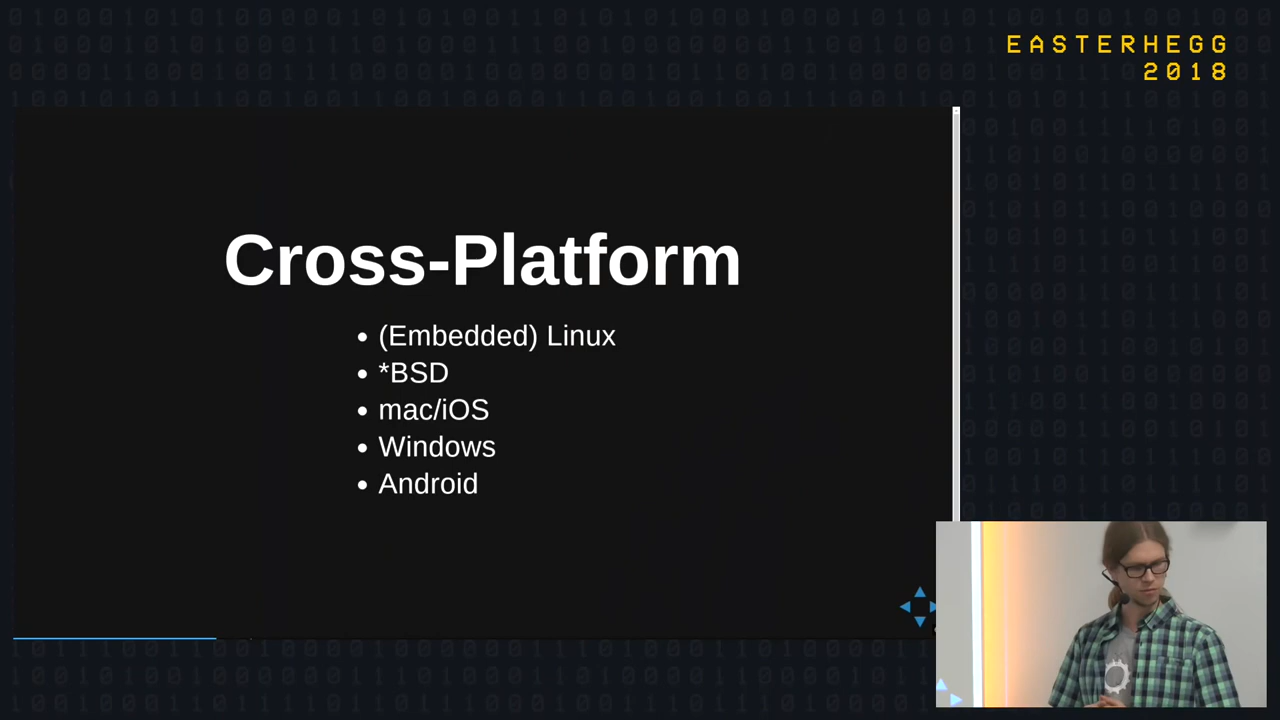 EASTERHEGG
2018
Cross-Platform
(Embedded) Linux
*BSD
mac/iOS
Windows
Android